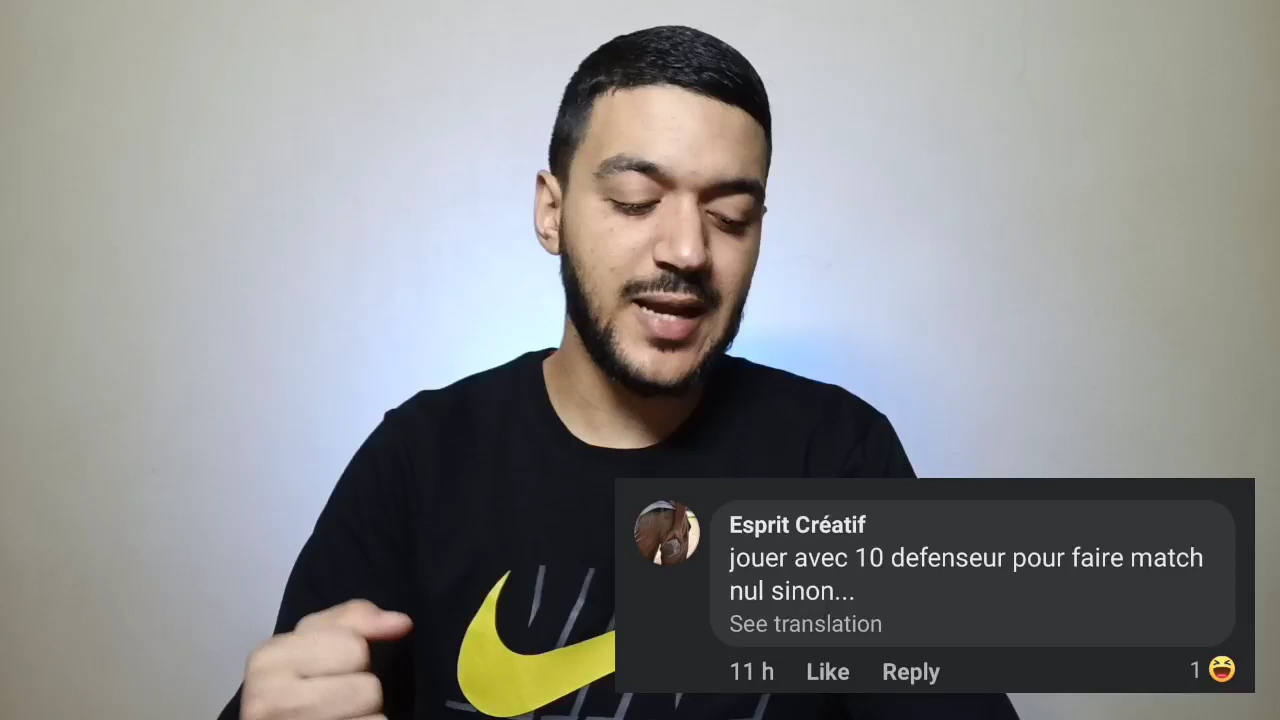 Esprit Créatif
jouer avec 10 defenseur pour faire match
nul sinon...
See translation
11 h Like Reply 1